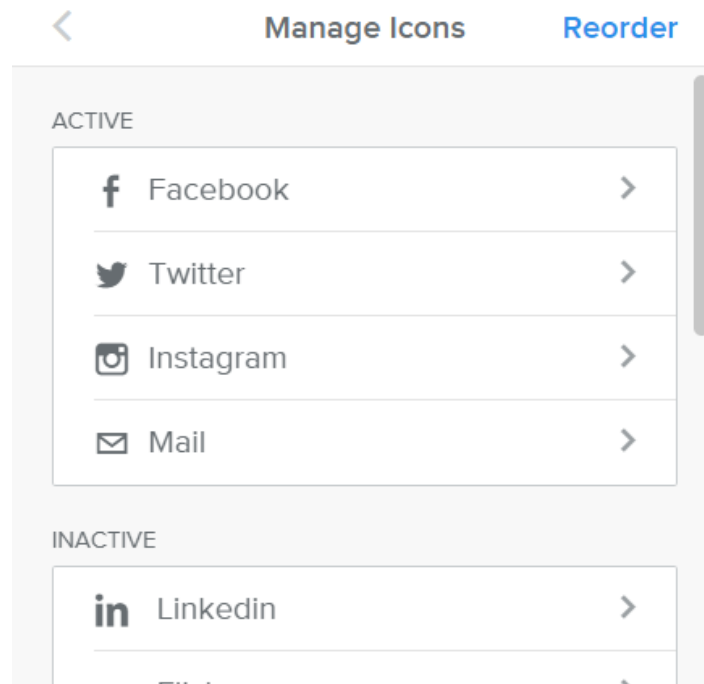 Manage Icons
Reorder
ACTIVE
Facebook
Twitter
Instagram
Mail
INACTIVE
Linkedin